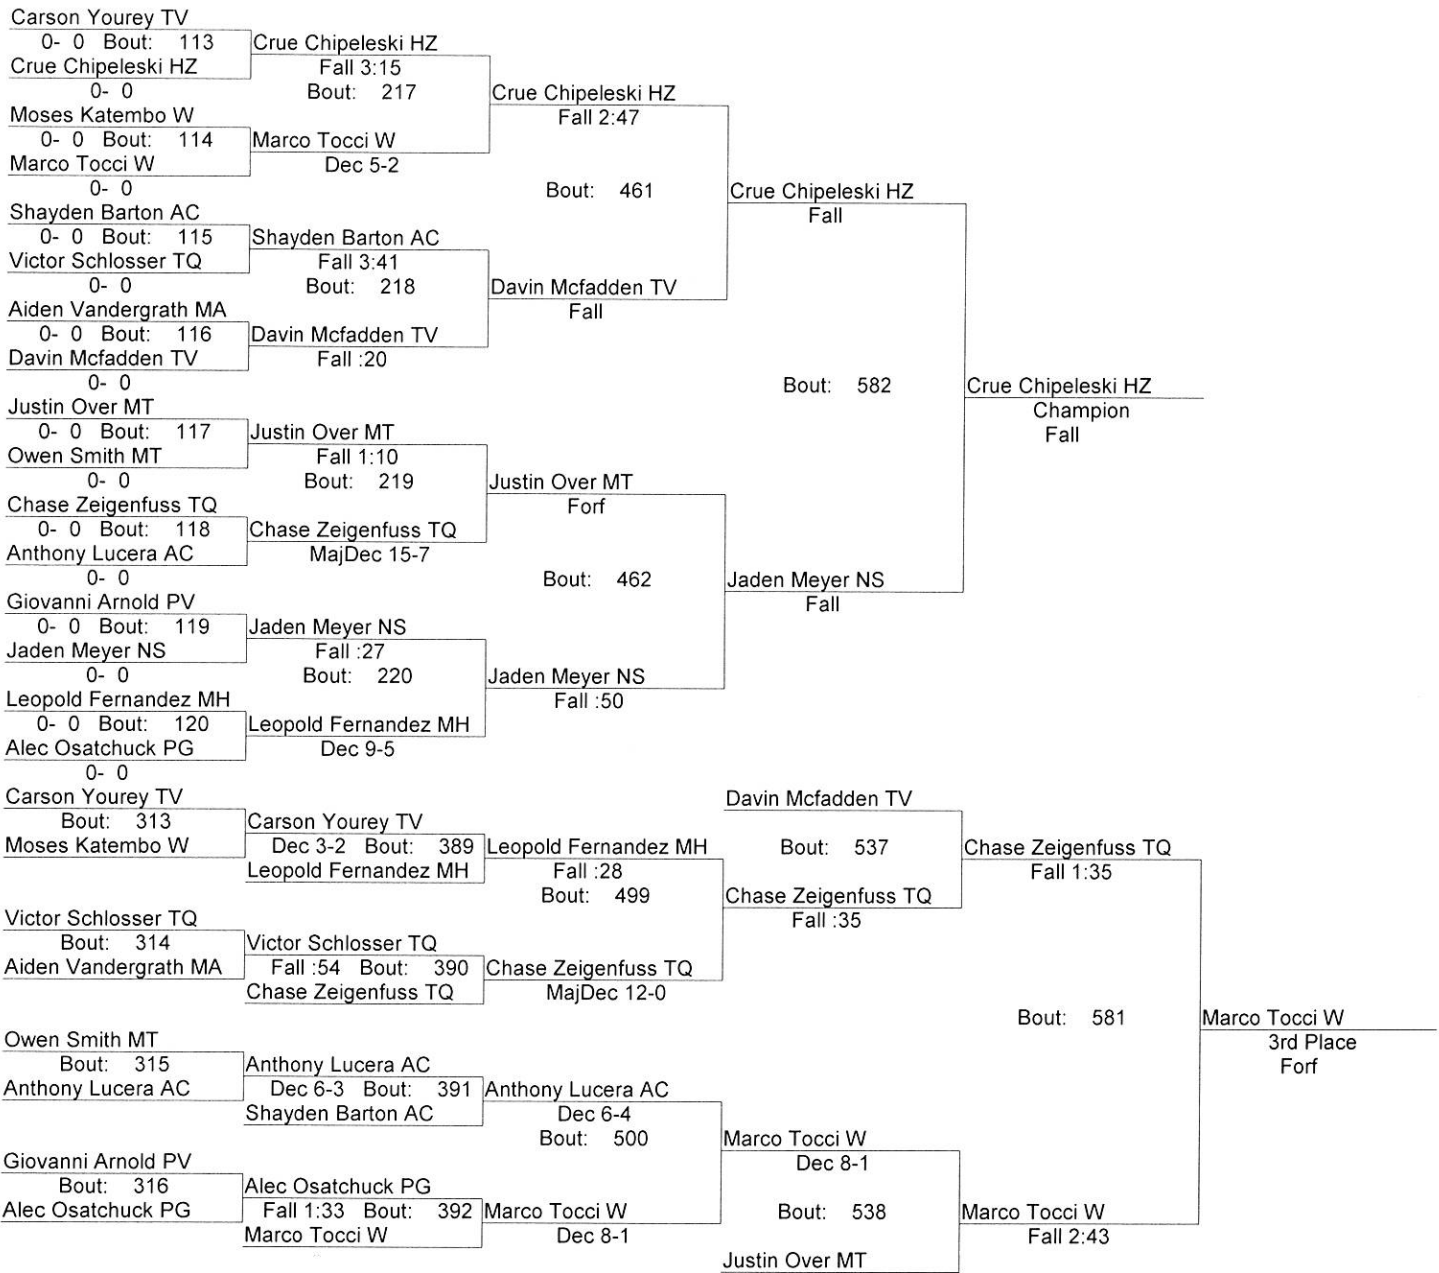 Carson Yourey TV
0- 0 Bout: 113 Crue Chipeleski HZ
Crue Chipeleski HZ Fall 3:15
0- 0 Bout: 217 Crue Chipeleski HZ
Moses Katembo W Fall 2:47
0- 0 Bout: 114 Marco Tocci W
Marco Tocci W Dec 5-2
0- 0 Bout: 461 Crue Chipeleski HZ
Shayden Barton AC Fall
0- 0 Bout: 115 Shayden Barton AC
Victor Schlosser TQ Fall 3:41
0- 0 Bout: 218 Davin Mcfadden TV
Aiden Vandergrath MA Fall
0- 0 Bout: 116 Davin Mcfadden TV
Davin Mcfadden TV Fall :20
0- 0 Bout: 582 Crue Chipeleski HZ
Justin Over MT Champion
0- 0 Bout: 117 Justin Over MT Fall
Owen Smith MT Fall 1:10
0- 0 Bout: 219 Justin Over MT
Chase Zeigenfuss TQ Forf
0- 0 Bout: 118 Chase Zeigenfuss TQ
Anthony Lucera AC MajDec 15-7
0- 0 Bout: 462 Jaden Meyer NS
Giovanni Arnold PV Fall
0- 0 Bout: 119 Jaden Meyer NS
Jaden Meyer NS Fall :27
0- 0 Bout: 220 Jaden Meyer NS
Leopold Fernandez MH Fall :50
0- 0 Bout: 120 Leopold Fernandez MH
Alec Osatchuck PG Dec 9-5
0- 0
Carson Yourey TV Davin Mcfadden TV
Bout: 313 Carson Yourey TV
Moses Katembo W Dec 3-2 Bout: 389 Leopold Fernandez MH Bout: 537 Chase Zeigenfuss TQ
Leopold Fernandez MH Fall :28 Fall 1:35
Bout: 499 Chase Zeigenfuss TQ
Victor Schlosser TQ Fall :35
Bout: 314 Victor Schlosser TQ
Aiden Vandergrath MA Fall :54 Bout: 390 Chase Zeigenfuss TQ
Chase Zeigenfuss TQ MajDec 12-0
Bout: 581 Marco Tocci W
Owen Smith MT 3rd Place
Bout: 315 Anthony Lucera AC Forf
Anthony Lucera AC Dec 6-3 Bout: 391 Anthony Lucera AC
Shayden Barton AC Dec 6-4
Bout: 500 Marco Tocci W
Giovanni Arnold PV Dec 8-1
Bout: 316 Alec Osatchuck PG
Alec Osatchuck PG Fall 1:33 Bout: 392 Marco Tocci W Bout: 538 Marco Tocci W
Marco Tocci W Dec 8-1 Fall 2:43
Justin Over MT